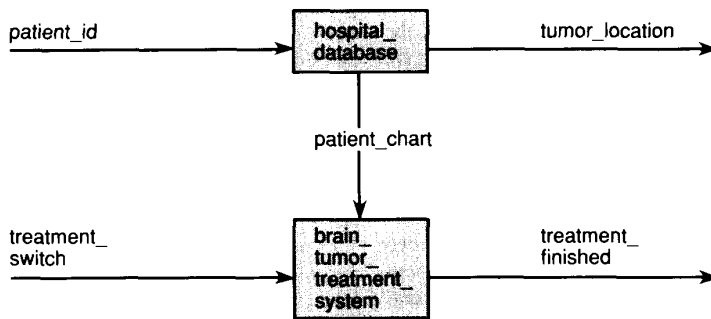 patient_id
hospital_
database
tumor_location
patient_chart
treatment_
switch
brain_
tumor_
treatment_
system
treatment_
finished